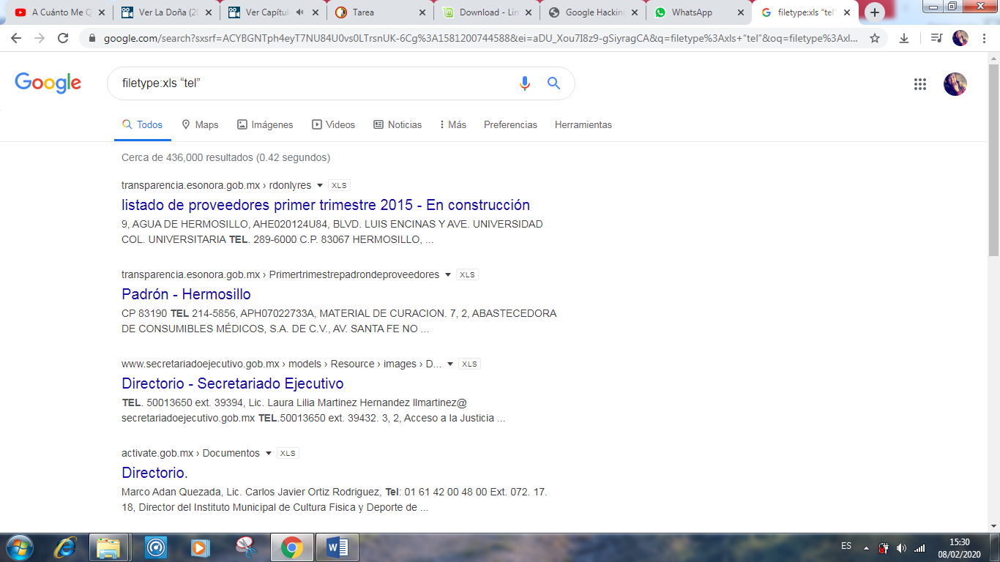 A Cuánto Me Q
Ver La Doña (20
Ver Capítul
Tarea
Download - Lin
Google Hacking
WhatsApp
filetype:xls “tel”
google.com/search?sxsrf=ACYBGNTph4eyT7NU84U0vs0LTrsnUK-6Cg%3A1581200744588&ei=aDU_Xou7I8z9-gSiyragCA&q=filetype%3Axls+“tel”&oq=filetype%3Axl...
Google
filetype:xls “tel”
Todos Maps Imágenes Videos Noticias Más Preferencias Herramientas
Cerca de 436,000 resultados (0.42 segundos)
transparencia.esonora.gob.mx › rdonlyres XLS
listado de proveedores primer trimestre 2015 - En construcción
9, AGUA DE HERMOSILLO, AHE020124U84, BLVD. LUIS ENCINAS Y AVE. UNIVERSIDAD
COL. UNIVERSITARIA TEL. 289-6000 C.P. 83067 HERMOSILLO, ...
transparencia.esonora.gob.mx › Primertrimestrepadrondeproveedores XLS
Padrón - Hermosillo
CP 83190 TEL 214-5856, APH07022733A, MATERIAL DE CURACION. 7, 2, ABASTECEDORA
DE CONSUMIBLES MÉDICOS, S.A. DE C.V., AV. SANTA FE NO ...
www.secretariadoejecutivo.gob.mx › models › Resource › images › D... XLS
Directorio - Secretariado Ejecutivo
TEL. 50013650 ext. 39394, Lic. Laura Lilia Martinez Hernandez llmartinez@
secretariadoejecutivo.gob.mx TEL.50013650 ext. 39432. 3, 2, Acceso a la Justicia ...
activate.gob.mx › Documentos XLS
Directorio.
Marco Adan Quezada, Lic. Carlos Javier Ortiz Rodriguez, Tel: 01 61 42 00 48 00 Ext. 072. 17.
18, Director del Instituto Municipal de Cultura Fisica y Deporte de ...
ES
15:30
08/02/2020